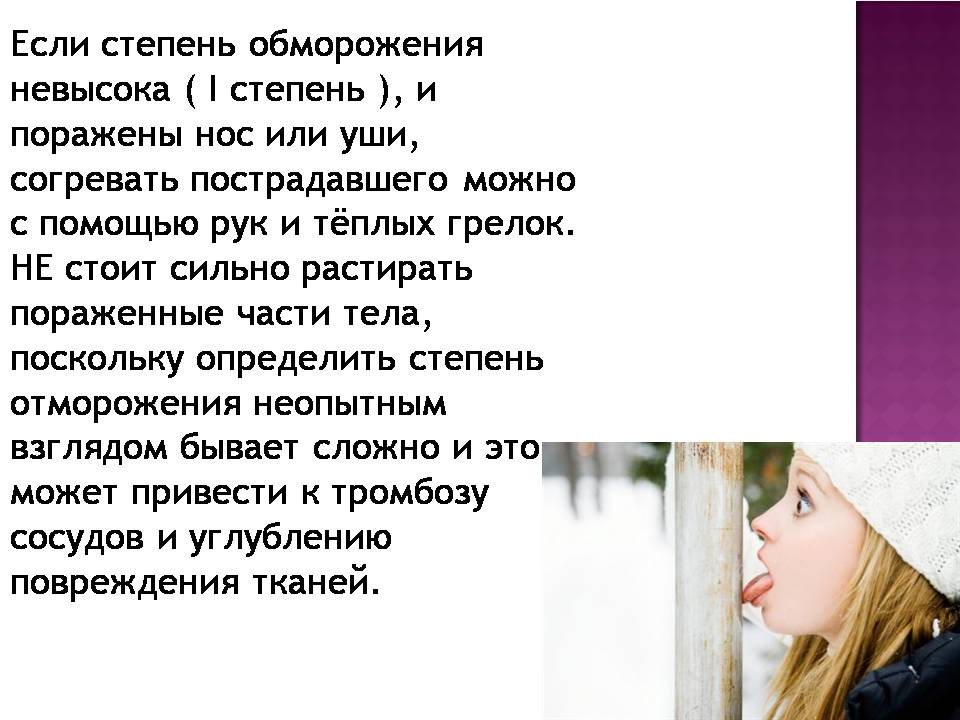 Если степень обморожения
невысока ( I степень ), и
поражены нос или уши,
согревать пострадавшего можно
с помощью рук и тёплых грелок.
НЕ стоит сильно растирать
пораженные части тела,
поскольку определить степень
отморожения неопытным
взглядом бывает сложно и это
может привести к тромбозу
сосудов и углублению
повреждения тканей.